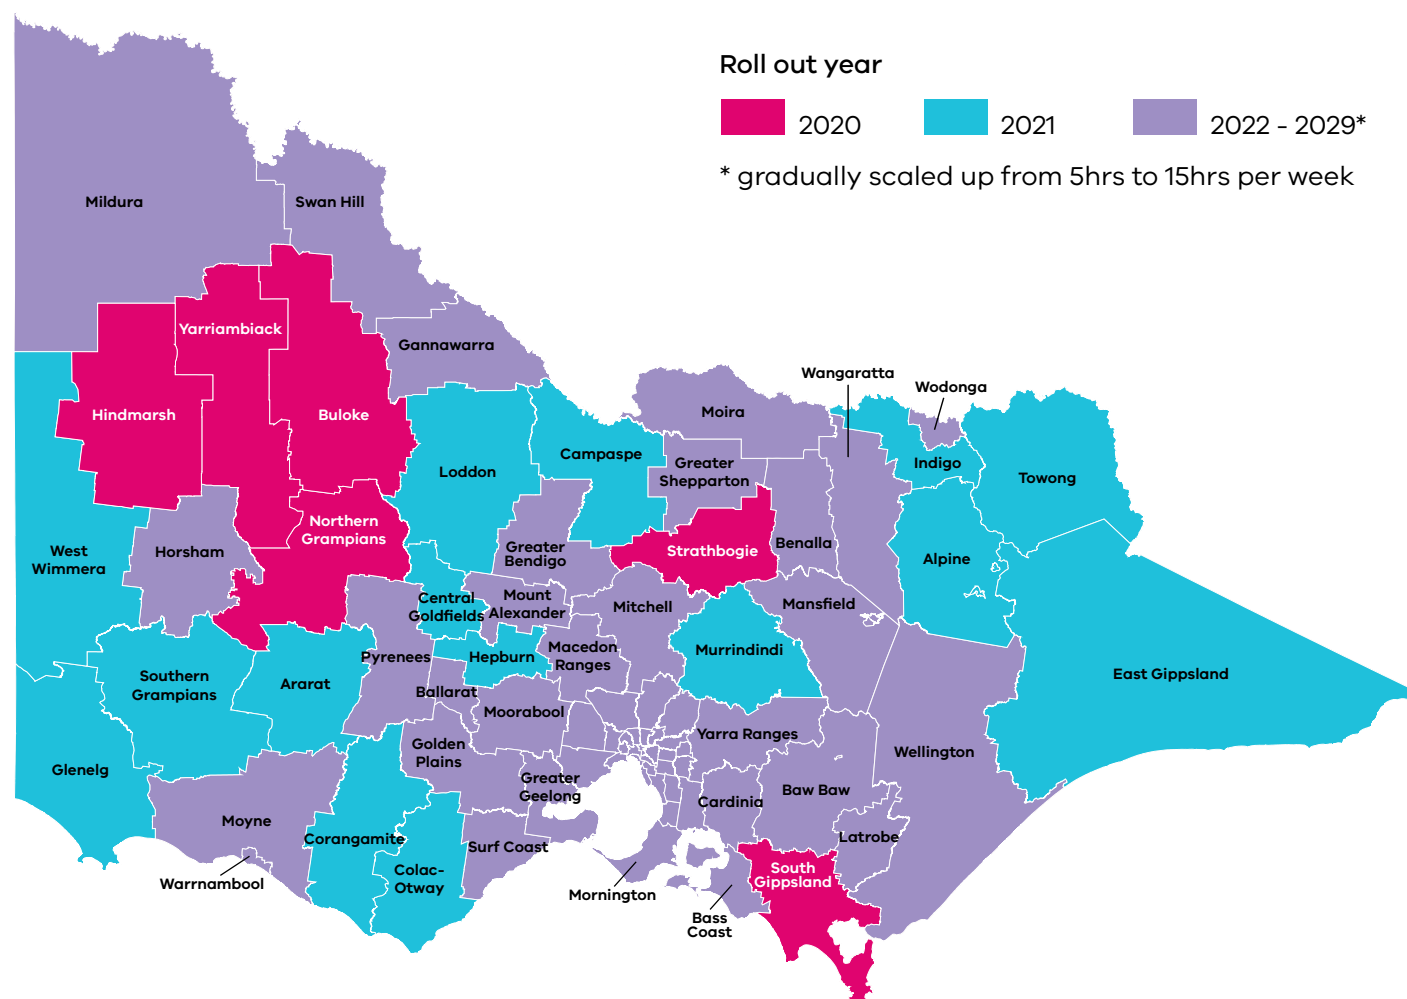 Roll out year
2020
2021
2022 - 2029*
* gradually scaled up from 5hrs to 15hrs per week
Mildura
Swan Hill
Yarriambiack
Gannawarra
Hindmarsh
Buloke
Wangaratta
Wodonga
Moira
Loddon
Campaspe
Greater
Shepparton
Indigo
Towong
Northern
Grampians
West
Wimmera
Horsham
Greater
Bendigo
Strathbogie
Benalla
Alpine
Central
Goldfields
Mount
Alexander
Mitchell
Mansfield
Pyrenees
Hepburn
Macedon
Ranges
Murrindindi
Southern
Grampians
Ararat
Ballarat
Moorabool
East Gippsland
Golden
Plains
Yarra Ranges
Wellington
Glenelg
Greater
Geelong
Cardinia
Baw Baw
Moyne
Corangamite
Surf Coast
Latrobe
Warrnambool
Colac-
Otway
Mornington
South
Gippsland
Bass
Coast